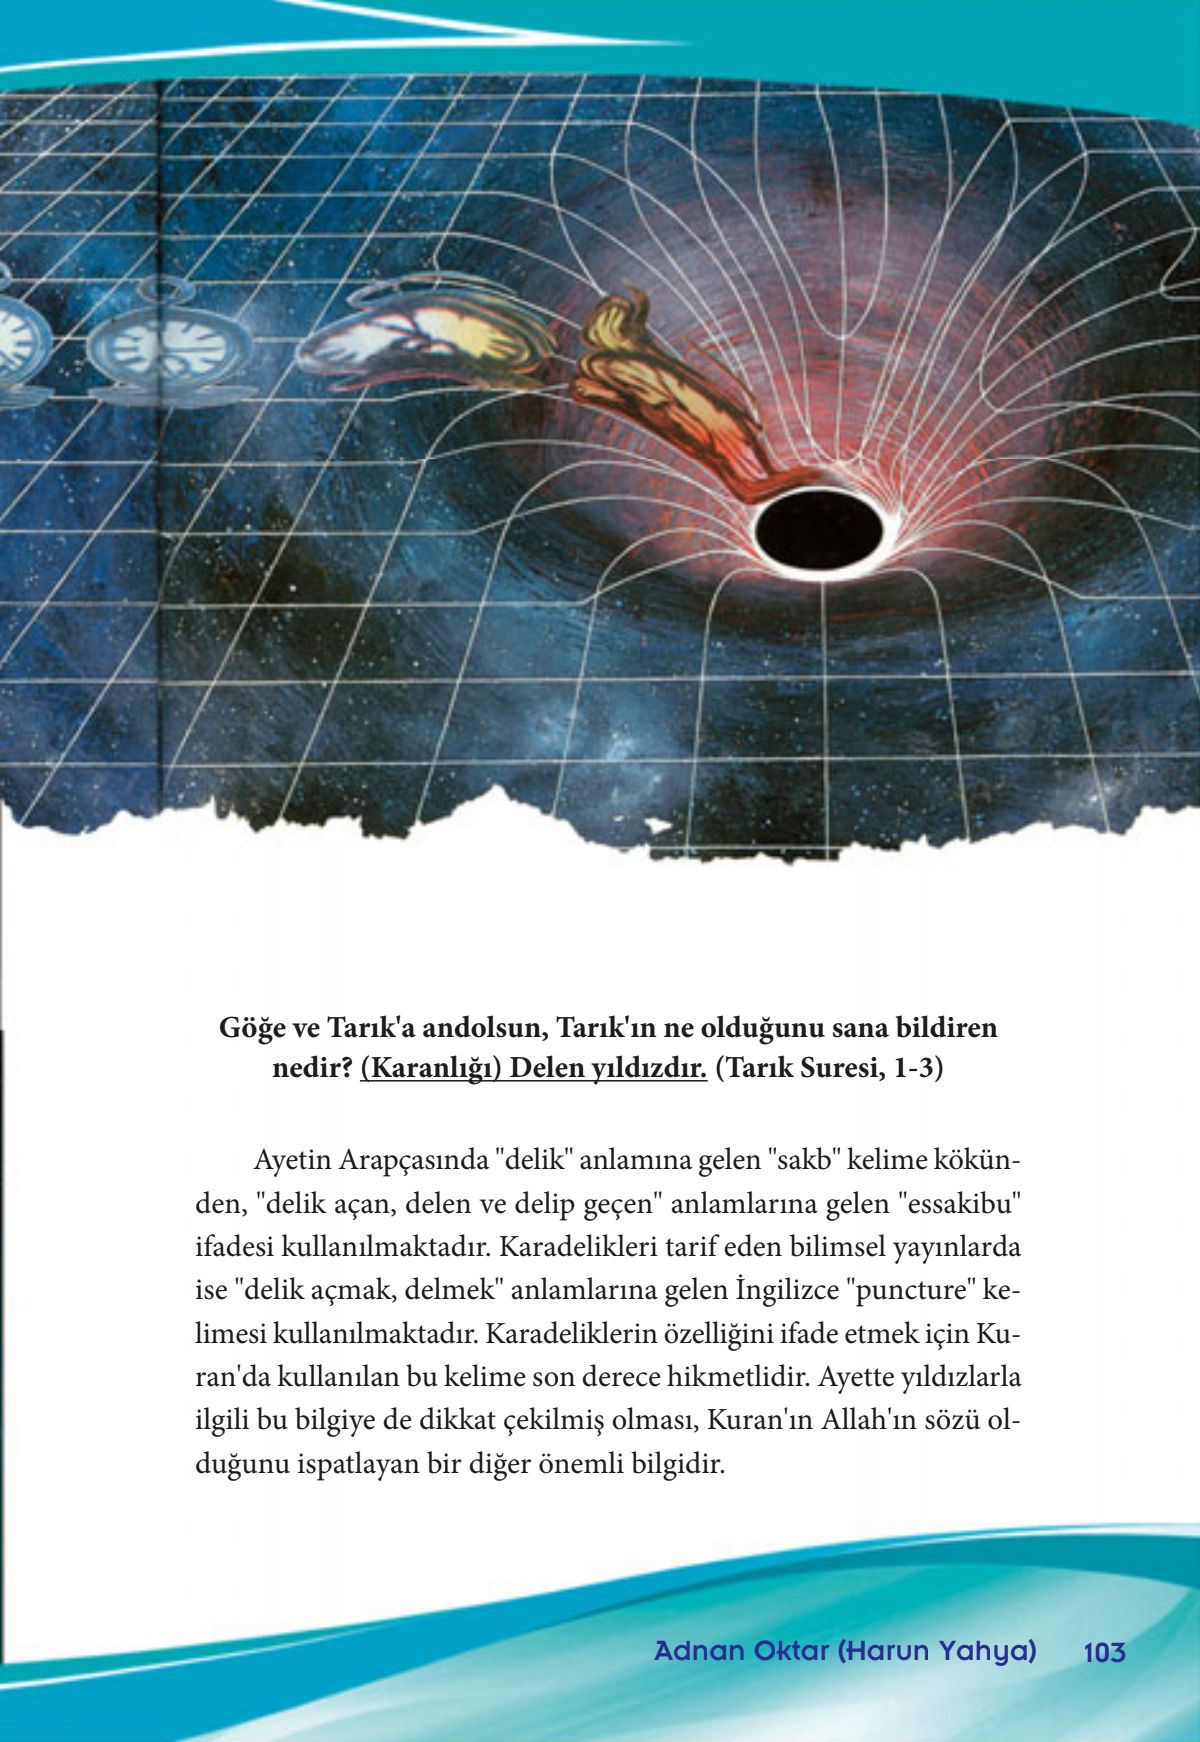 Göğe ve Tarık'a andolsun, Tarık'ın ne olduğunu sana bildiren
nedir? (Karanlığı) Delen yıldızdır. (Tarık Suresi, 1-3)
Ayetin Arapçasında "delik" anlamına gelen "sakb" kelime kökün-
den, "delik açan, delen ve delip geçen" anlamlarına gelen "essakibu"
ifadesi kullanılmaktadır. Karadelikleri tarif eden bilimsel yayınlarda
ise "delik açmak, delmek" anlamlarına gelen İngilizce "puncture" ke-
limesi kullanılmaktadır. Karadeliklerin özelliğini ifade etmek için Ku-
ran'da kullanılan bu kelime son derece hikmetlidir. Ayette yıldızlarla
ilgili bu bilgiye de dikkat çekilmiş olması, Kuran'ın Allah'ın sözü ol-
duğunu ispatlayan bir diğer önemli bilgidir.
Adnan Oktar (Harun Yahya) 103